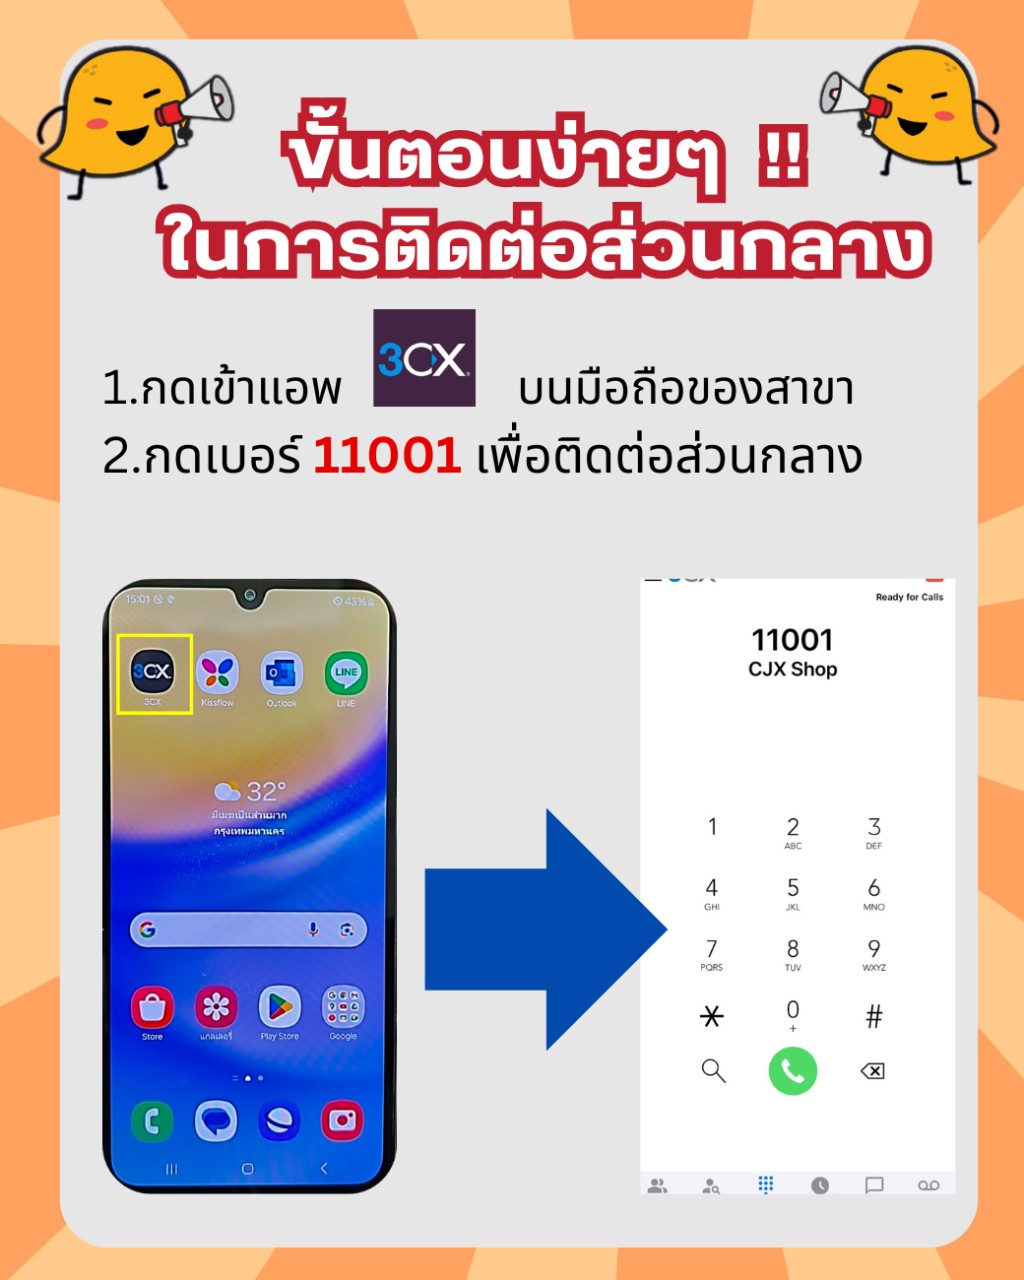 ขั้นตอนง่ายๆ !!
ในการติดต่อส่วนกลาง
1.กดเข้าแอพ 3CX บนมือถือของสาขา
2.กดเบอร์ 11001 เพื่อติดต่อส่วนกลาง
15:01 43%
3CX Kissflow Outlook LINE
32°
มีเมฆเป็นส่วนมาก
กรุงเทพมหานคร
Store แกลเลอรี่ Play Store Google
3CX
Ready for Calls
11001
CJX Shop
1 2 3
ABC DEF
4 5 6
GHI JKL MNO
7 8 9
PQRS TUV WXYZ
* 0 #
+